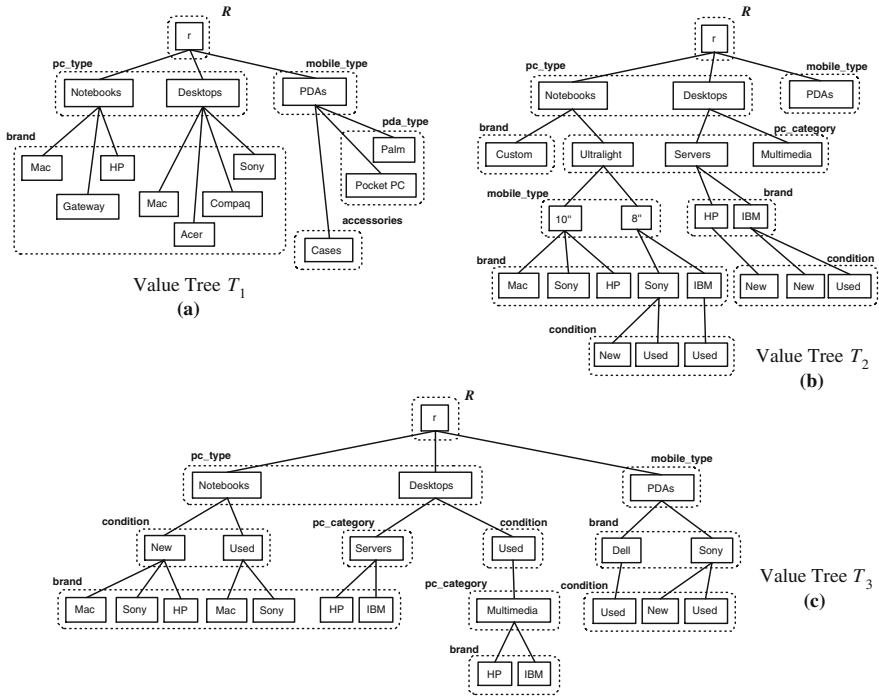 R
r
pc_type
mobile_type
Notebooks
Desktops
PDAs
brand
pda_type
Mac
HP
Sony
Palm
Gateway
Mac
Compaq
Pocket PC
Acer
accessories
Cases
Value Tree T1
(a)
R
r
pc_type
mobile_type
Notebooks
Desktops
PDAs
brand
pc_category
Custom
Ultralight
Servers
Multimedia
mobile_type
brand
10"
8"
HP
IBM
brand
condition
Mac
Sony
HP
Sony
IBM
New
New
Used
condition
New
Used
Used
Value Tree T2
(b)
R
r
pc_type
mobile_type
Notebooks
Desktops
PDAs
condition
pc_category
condition
brand
New
Used
Servers
Used
Dell
Sony
brand
pc_category
condition
Mac
Sony
HP
Mac
Sony
HP
IBM
Multimedia
Used
New
Used
brand
HP
IBM
Value Tree T3
(c)